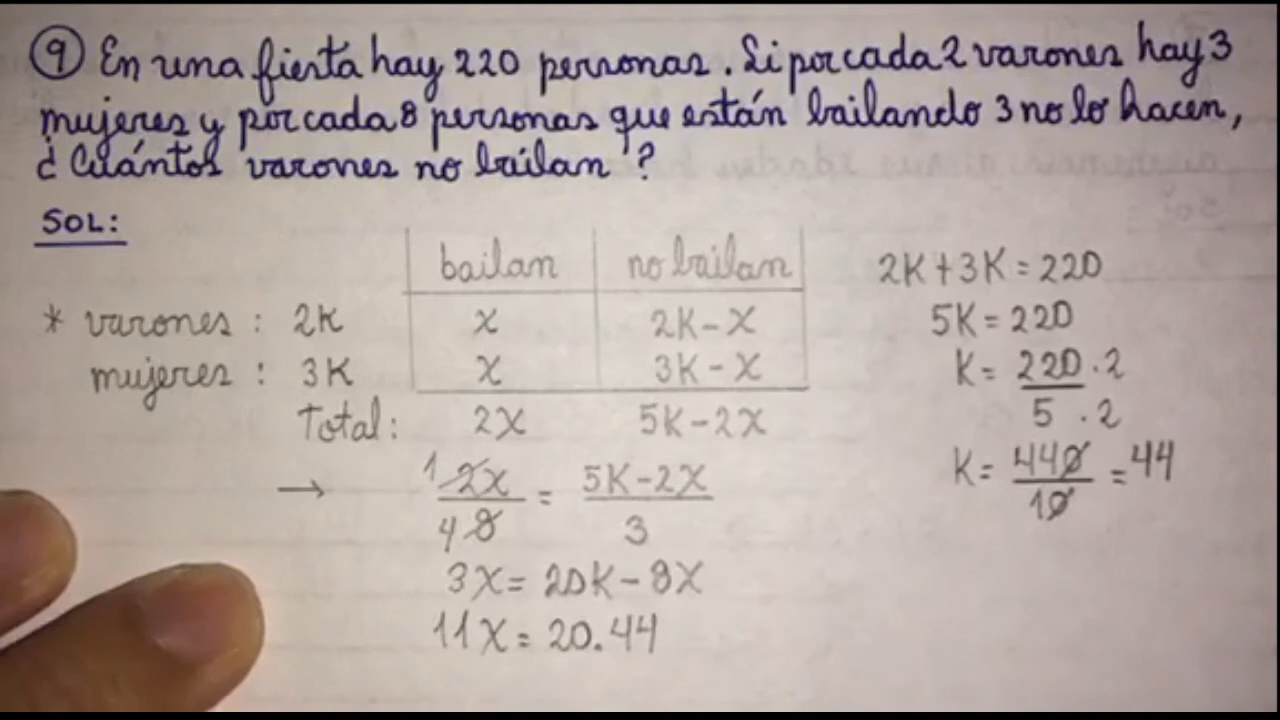 9 En una fiesta hay 220 personas. Si por cada 2 varones hay 3
mujeres y por cada 8 personas que están bailando 3 no lo hacen,
¿Cuántos varones no bailan?
SOL:
bailan no bailan
* varones: 2K x 2K-x
mujeres: 3K x 3K-x
Total: 2x 5K-2x
→ 1 2x/4 8 = 5K-2x/3
3x = 20K-8x
11x = 20.44
2K+3K=220
5K=220
K= 220.2/5.2
K= 440/10 = 44